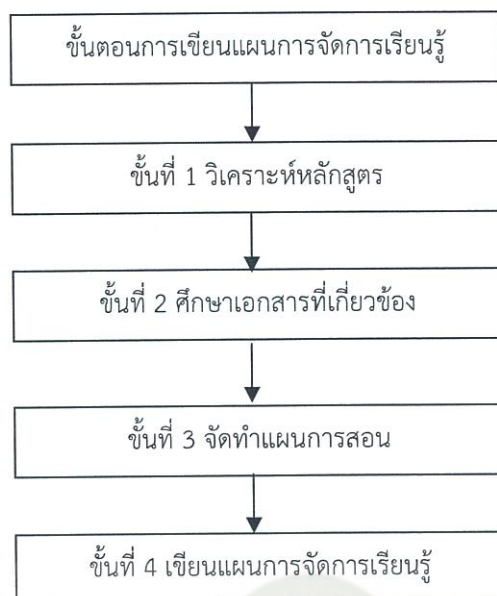 ขั้นตอนการเขียนแผนการจัดการเรียนรู้
ขั้นที่ 1 วิเคราะห์หลักสูตร
ขั้นที่ 2 ศึกษาเอกสารที่เกี่ยวข้อง
ขั้นที่ 3 จัดทำแผนการสอน
ขั้นที่ 4 เขียนแผนการจัดการเรียนรู้